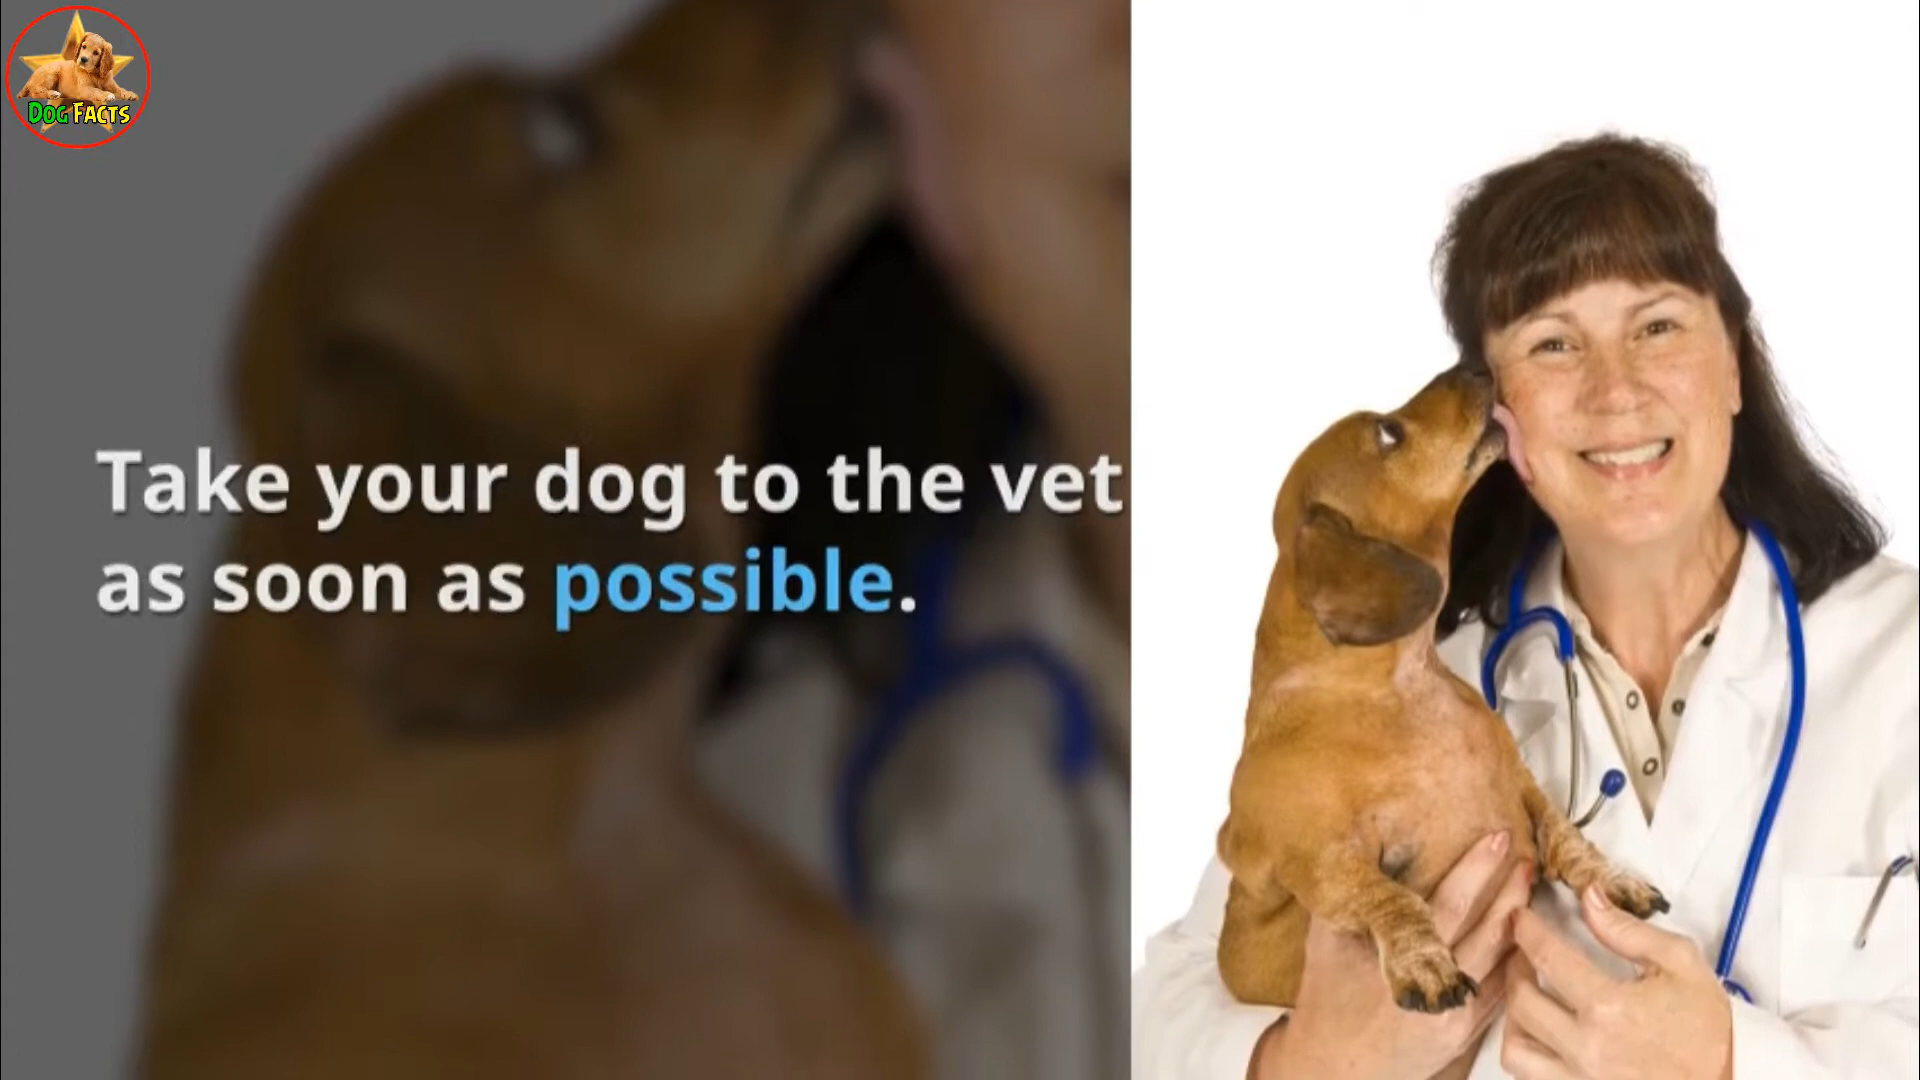 Dog Facts
Take your dog to the vet
as soon as possible.